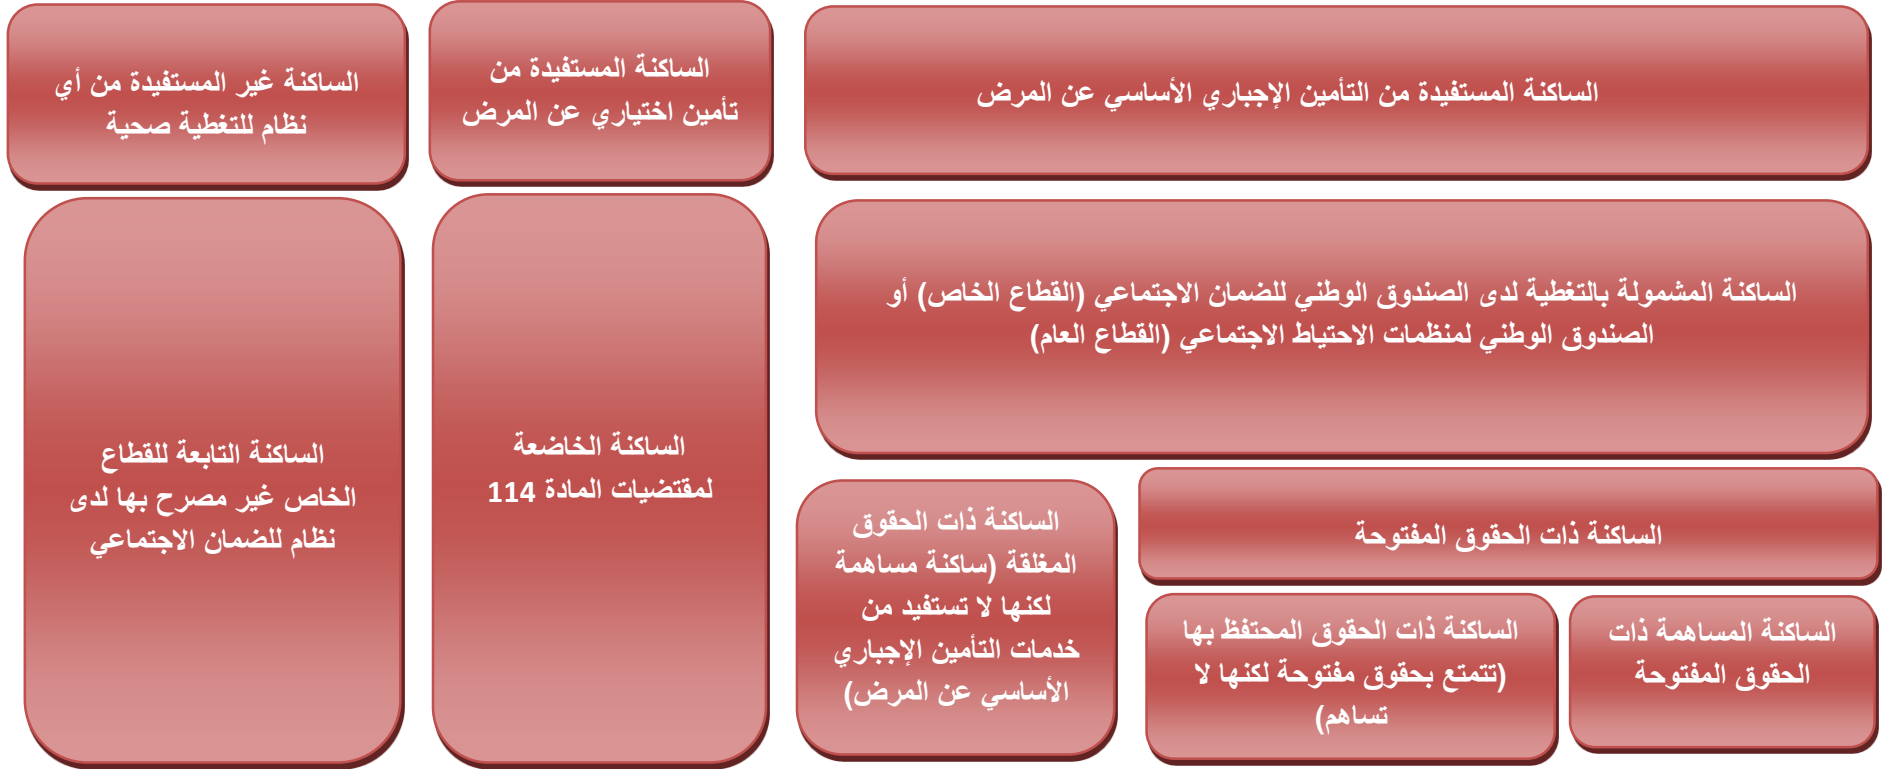 الساكنة المستفيدة من التأمين الإجباري الأساسي عن المرض
الساكنة المستفيدة من
تأمين اختياري عن المرض
الساكنة غير المستفيدة من أي
نظام للتغطية صحية
الساكنة المشمولة بالتغطية لدى الصندوق الوطني للضمان الاجتماعي (القطاع الخاص) أو
الصندوق الوطني لمنظمات الاحتياط الاجتماعي (القطاع العام)
الساكنة ذات الحقوق المفتوحة
الساكنة المساهمة ذات
الحقوق المفتوحة
الساكنة ذات الحقوق المحتفظ بها
(تتمتع بحقوق مفتوحة لكنها لا
تساهم)
الساكنة ذات الحقوق
المغلقة (ساكنة مساهمة
لكنها لا تستفيد من
خدمات التأمين الإجباري
الأساسي عن المرض)
الساكنة الخاضعة
لمقتضيات المادة 114
الساكنة التابعة للقطاع
الخاص غير مصرح بها لدى
نظام للضمان الاجتماعي